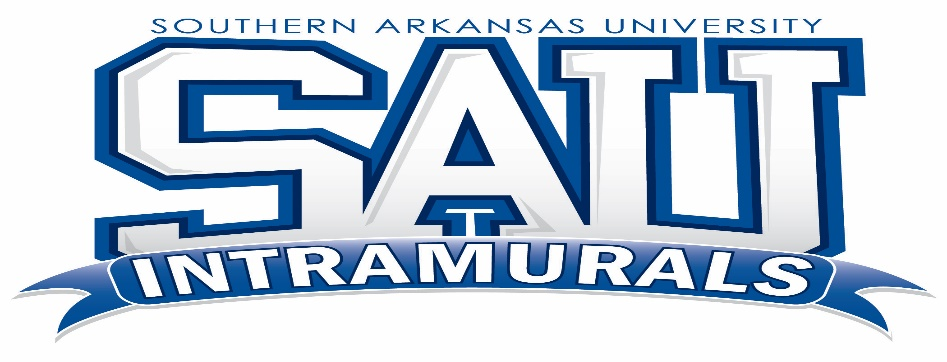 SOUTHERN ARKANSAS UNIVERSITY
SAU
INTRAMURALS